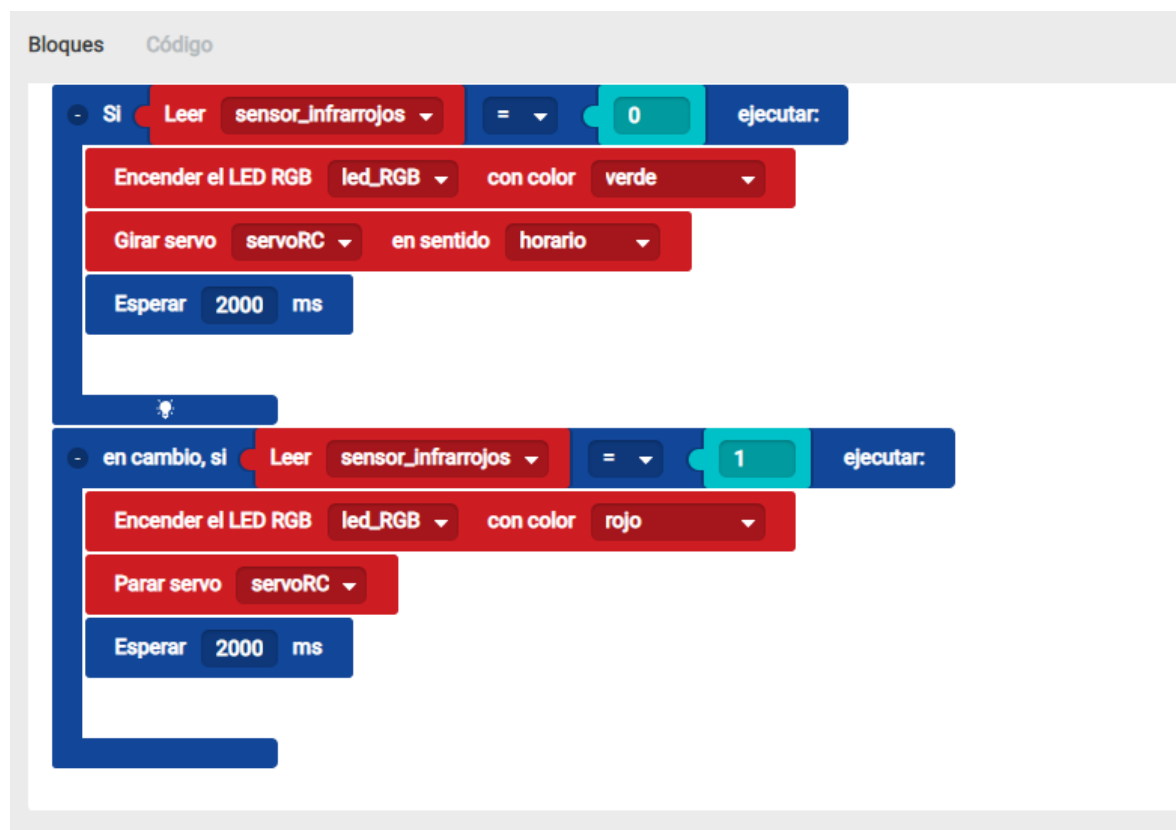 Bloques Código
Si Leer sensor_infrarrojos = 0 ejecutar:
Encender el LED RGB led_RGB con color verde
Girar servo servoRC en sentido horario
Esperar 2000 ms
en cambio, si Leer sensor_infrarrojos = 1 ejecutar:
Encender el LED RGB led_RGB con color rojo
Parar servo servoRC
Esperar 2000 ms